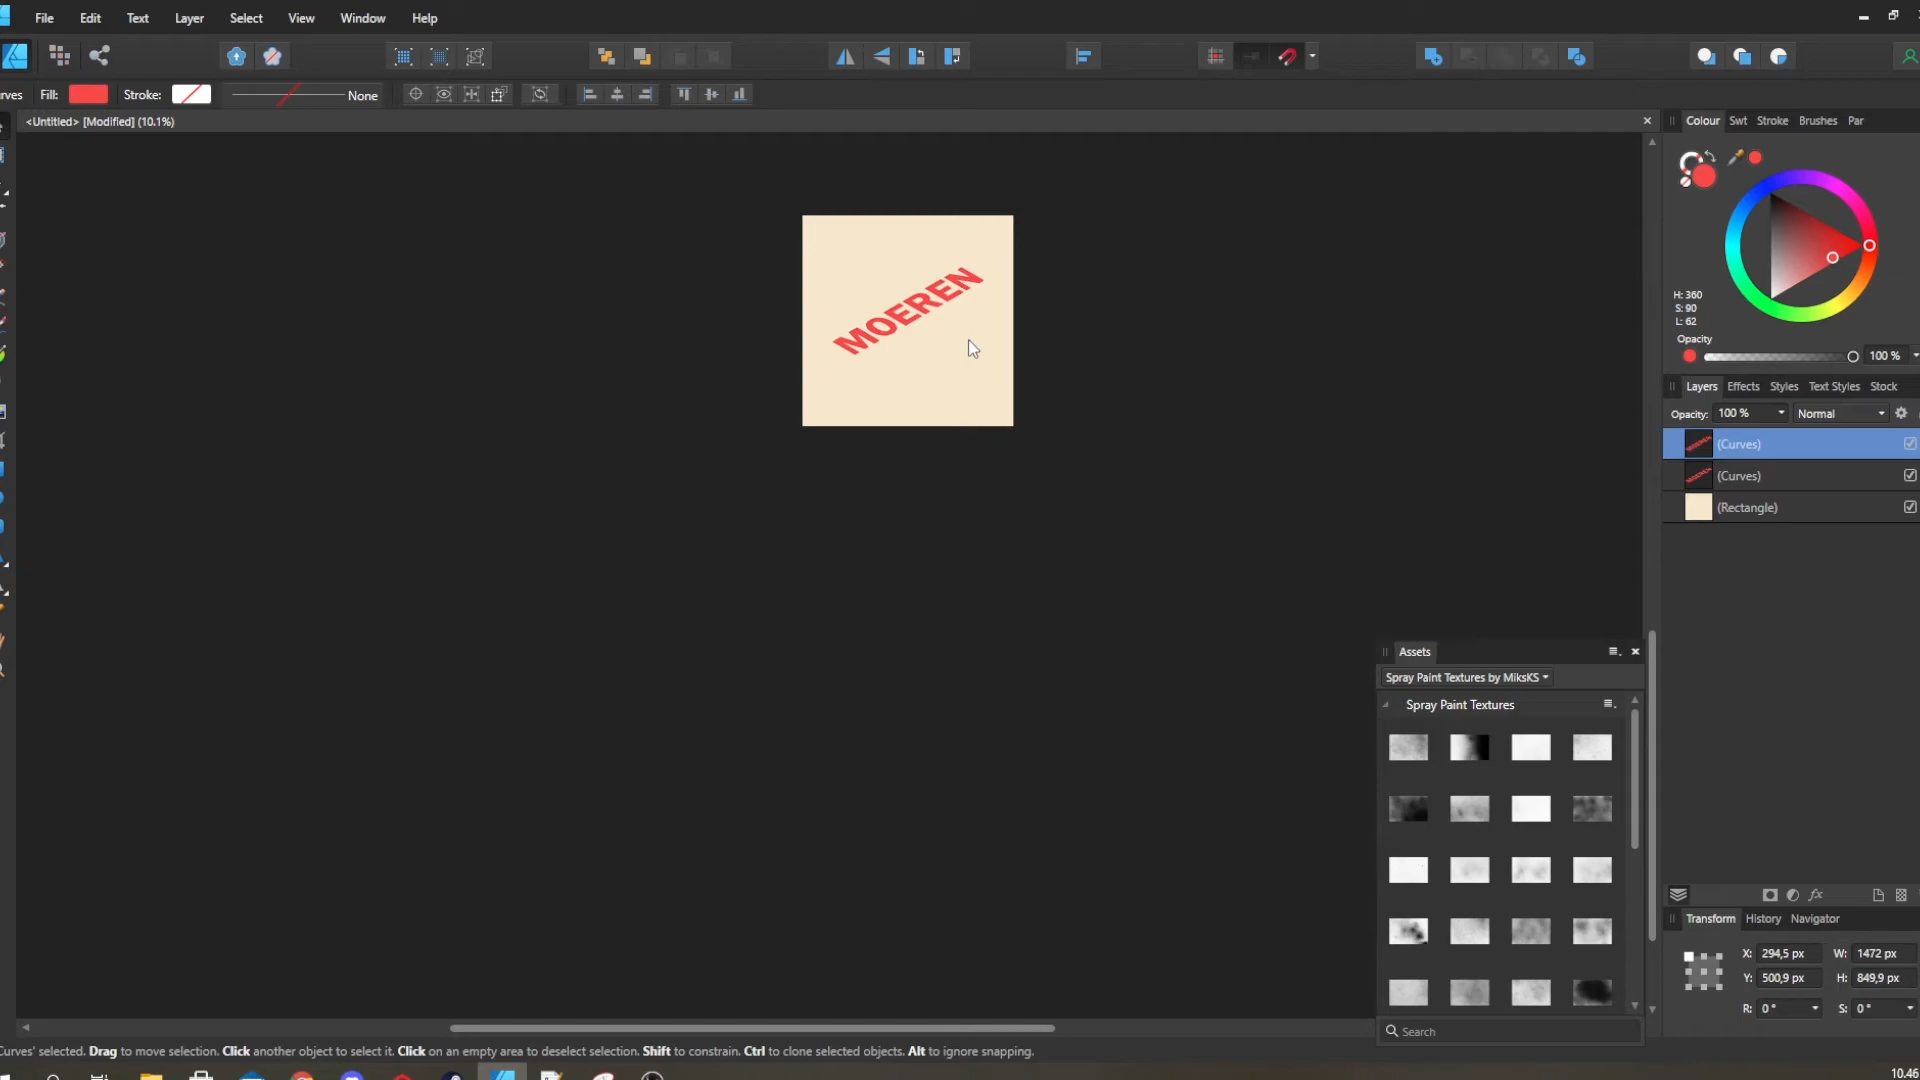 File Edit Text Layer Select View Window Help
Fill: Stroke: None
<Untitled> [Modified] (10.1%)
Colour Swt Stroke Brushes Par
MOEREN
H: 360
S: 90
L: 62
Opacity
100 %
Layers Effects Styles Text Styles Stock
Opacity: 100 % Normal
(Curves)
(Curves)
(Rectangle)
Assets
Spray Paint Textures by MiksKS
Spray Paint Textures
Search
Transform History Navigator
X: 294,5 px W: 1472 px
Y: 500,9 px H: 849,9 px
R: 0 ° S: 0 °
Curves' selected. Drag to move selection. Click another object to select it. Click on an empty area to deselect selection. Shift to constrain. Ctrl to clone selected objects. Alt to ignore snapping.
10.46